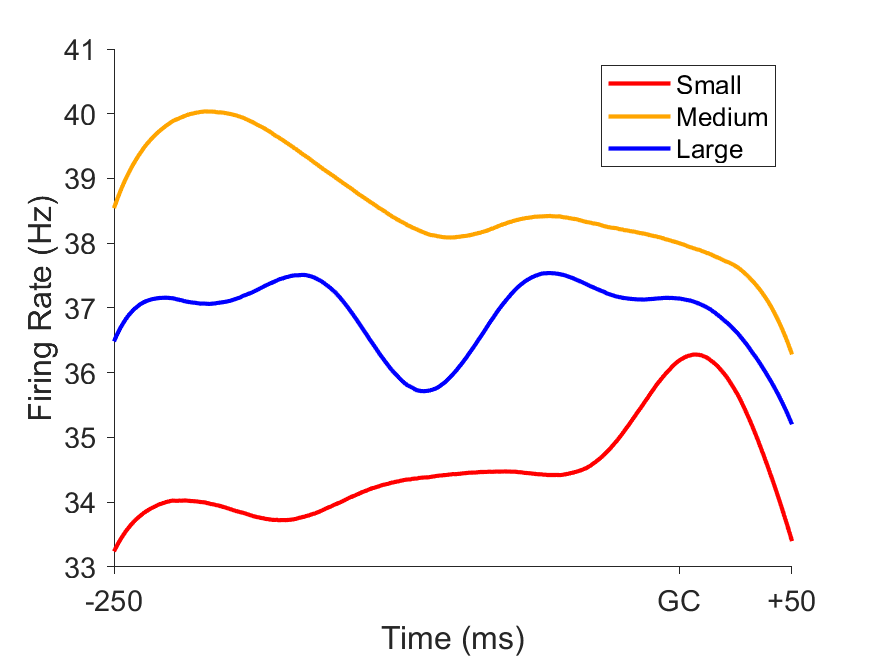 41
40
39
38
37
36
35
34
33
Firing Rate (Hz)
Small
Medium
Large
-250
GC
+50
Time (ms)